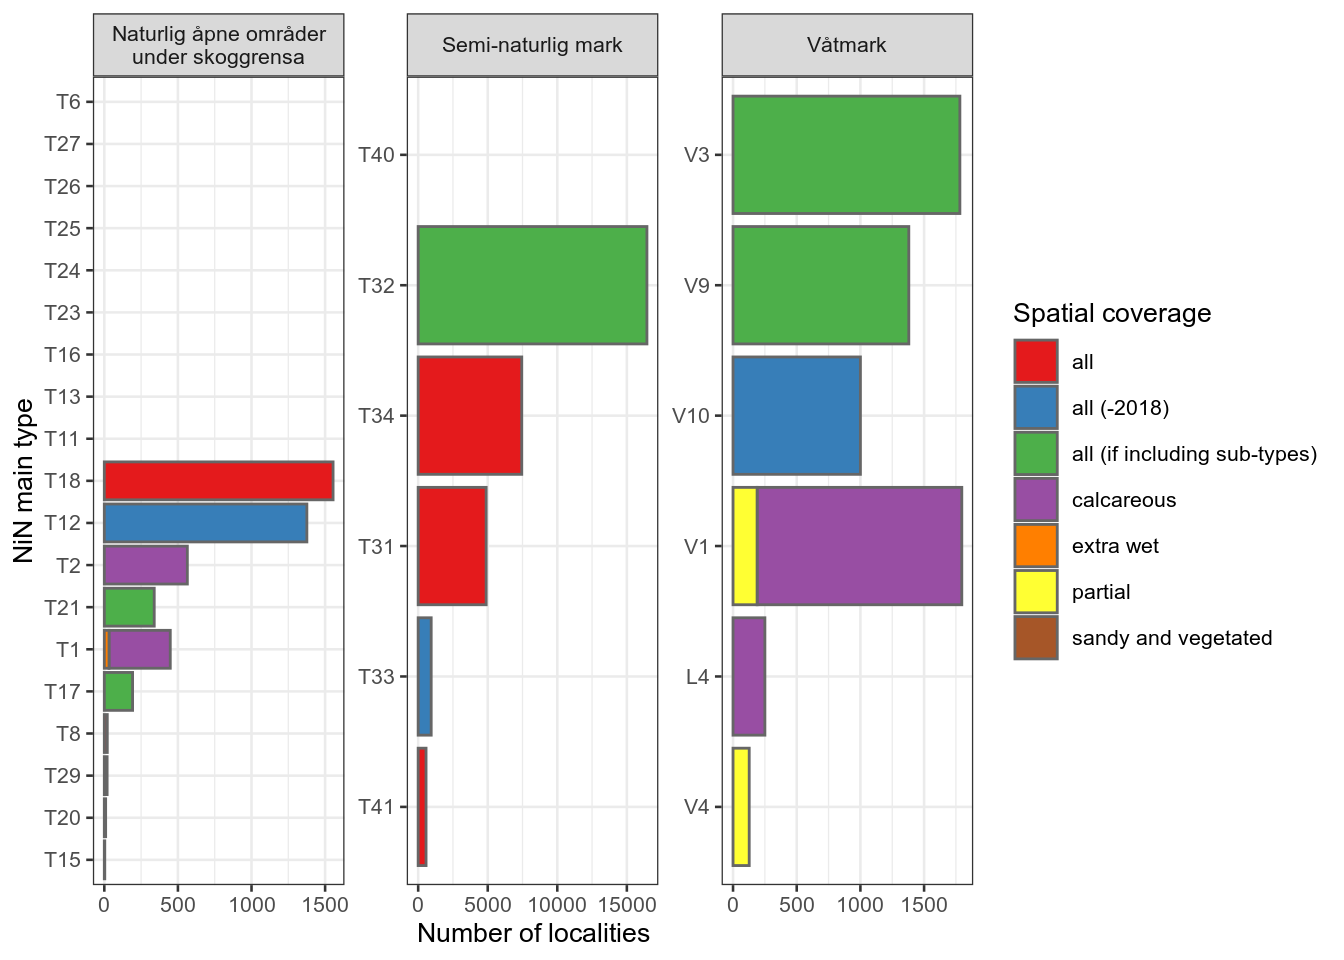 Naturlig åpne områder
under skoggrensa
Semi-naturlig mark
Våtmark
NiN main type
T6
T27
T26
T25
T24
T23
T16
T13
T11
T18
T12
T2
T21
T1
T17
T8
T29
T20
T15
0 500 1000 1500
T40
T32
T34
T31
T33
T41
0 5000 10000 15000
V3
V9
V10
V1
L4
V4
0 500 1000 1500
Number of localities
Spatial coverage
all
all (-2018)
all (if including sub-types)
calcareous
extra wet
partial
sandy and vegetated